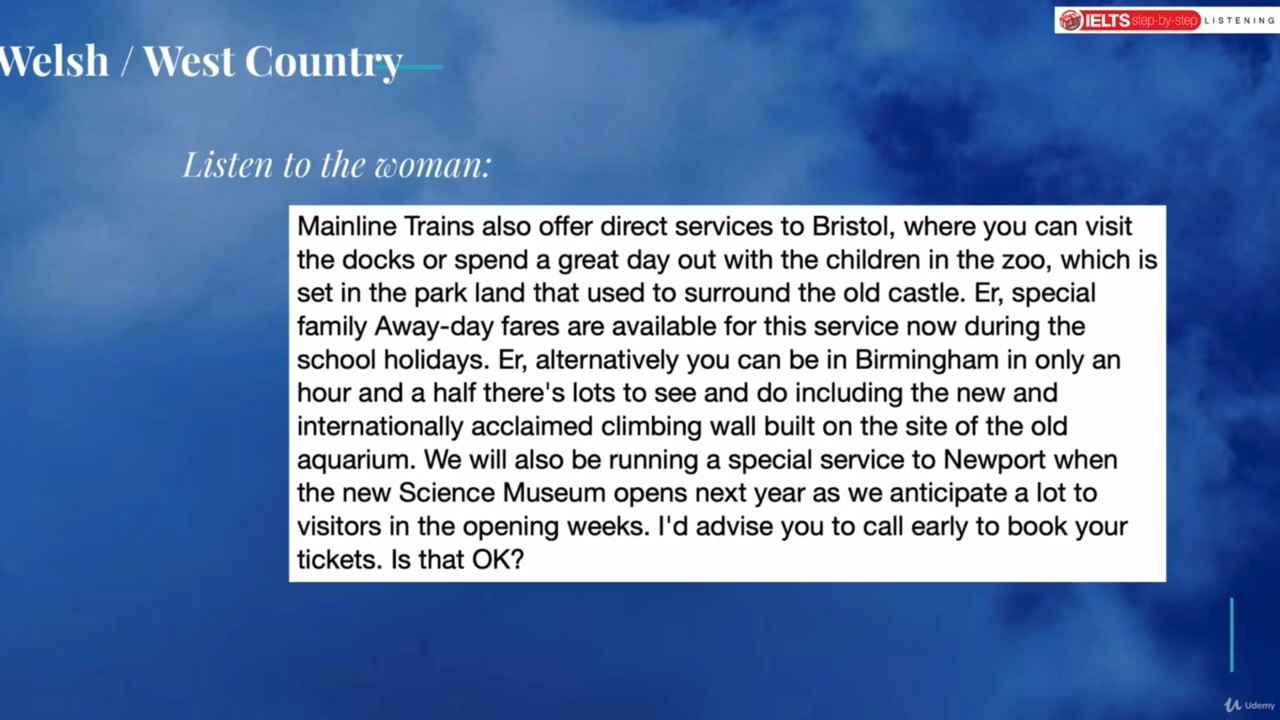 IELTS step-by-step LISTENING
Welsh / West Country
Listen to the woman:
Mainline Trains also offer direct services to Bristol, where you can visit
the docks or spend a great day out with the children in the zoo, which is
set in the park land that used to surround the old castle. Er, special
family Away-day fares are available for this service now during the
school holidays. Er, alternatively you can be in Birmingham in only an
hour and a half there's lots to see and do including the new and
internationally acclaimed climbing wall built on the site of the old
aquarium. We will also be running a special service to Newport when
the new Science Museum opens next year as we anticipate a lot to
visitors in the opening weeks. I'd advise you to call early to book your
tickets. Is that OK?
Udemy